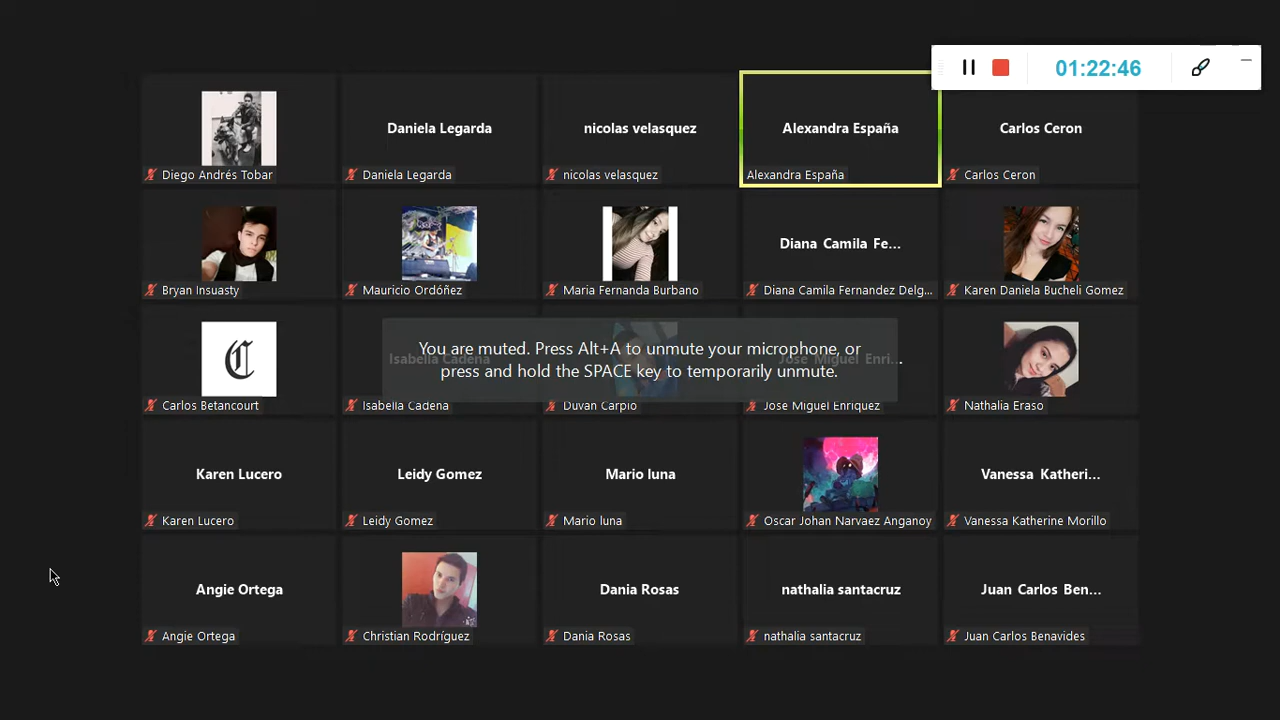 01:22:46
Daniela Legarda
nicolas velasquez
Alexandra España
Carlos Ceron
Diego Andrés Tobar
Daniela Legarda
nicolas velasquez
Alexandra España
Carlos Ceron
Diana Camila Fe...
Bryan Insuasty
Mauricio Ordóñez
Maria Fernanda Burbano
Diana Camila Fernandez Delg...
Karen Daniela Bucheli Gomez
You are muted. Press Alt+A to unmute your microphone, or
press and hold the SPACE key to temporarily unmute.
C
Isabella Cadena
Jose Miguel Enri...
Carlos Betancourt
Isabella Cadena
Duvan Carpio
Jose Miguel Enriquez
Nathalia Eraso
Karen Lucero
Leidy Gomez
Mario luna
Vanessa Katheri...
Karen Lucero
Leidy Gomez
Mario luna
Oscar Johan Narvaez Anganoy
Vanessa Katherine Morillo
Angie Ortega
Dania Rosas
nathalia santacruz
Juan Carlos Ben...
Angie Ortega
Christian Rodríguez
Dania Rosas
nathalia santacruz
Juan Carlos Benavides